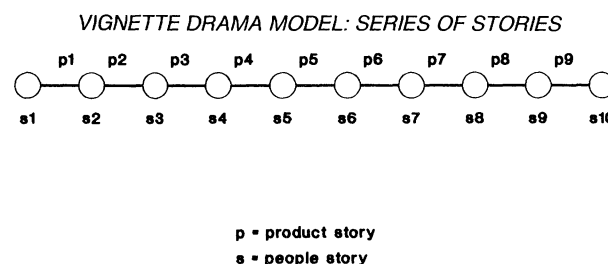 VIGNETTE DRAMA MODEL: SERIES OF STORIES
p1 p2 p3 p4 p5 p6 p7 p8 p9
s1 s2 s3 s4 s5 s6 s7 s8 s9 s10
p = product story
s = people story